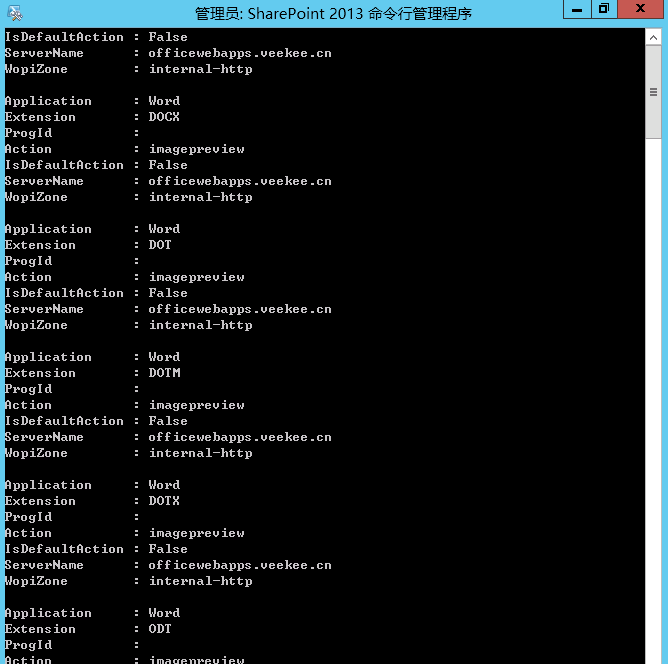 管理员: SharePoint 2013 命令行管理程序
IsDefaultAction : False
ServerName : officewebapps.veekee.cn
WopiZone : internal-http
Application : Word
Extension : DOCX
ProgId :
Action : imagepreview
IsDefaultAction : False
ServerName : officewebapps.veekee.cn
WopiZone : internal-http
Application : Word
Extension : DOT
ProgId :
Action : imagepreview
IsDefaultAction : False
ServerName : officewebapps.veekee.cn
WopiZone : internal-http
Application : Word
Extension : DOTM
ProgId :
Action : imagepreview
IsDefaultAction : False
ServerName : officewebapps.veekee.cn
WopiZone : internal-http
Application : Word
Extension : DOTX
ProgId :
Action : imagepreview
IsDefaultAction : False
ServerName : officewebapps.veekee.cn
WopiZone : internal-http
Application : Word
Extension : ODT
ProgId :
Action : imagepreview